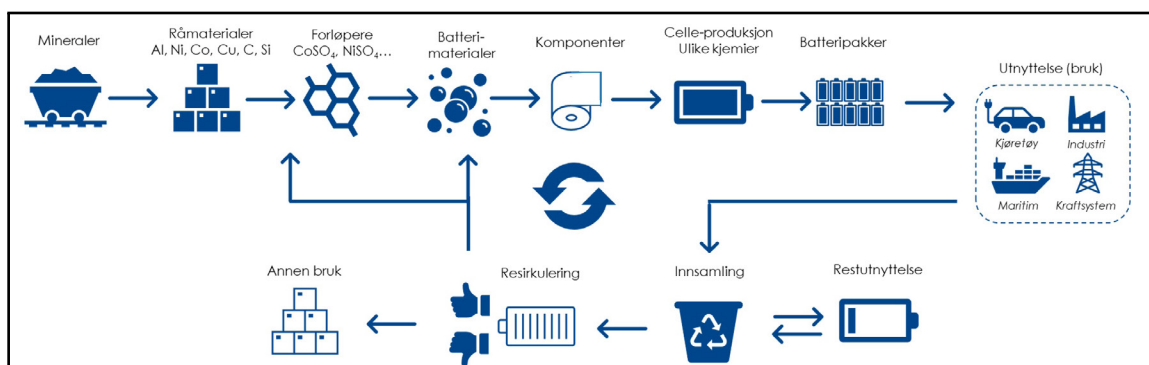 Mineraler
Råmaterialer
Al, Ni, Co, Cu, C, Si
Forløpere
CoSO₄, NiSO₄...
Batteri-
materialer
Komponenter
Celle-produksjon
Ulike kjemier
Batteripakker
Utnyttelse (bruk)
Kjøretøy
Industri
Maritim
Kraftsystem
Annen bruk
Resirkulering
Innsamling
Restutnyttelse